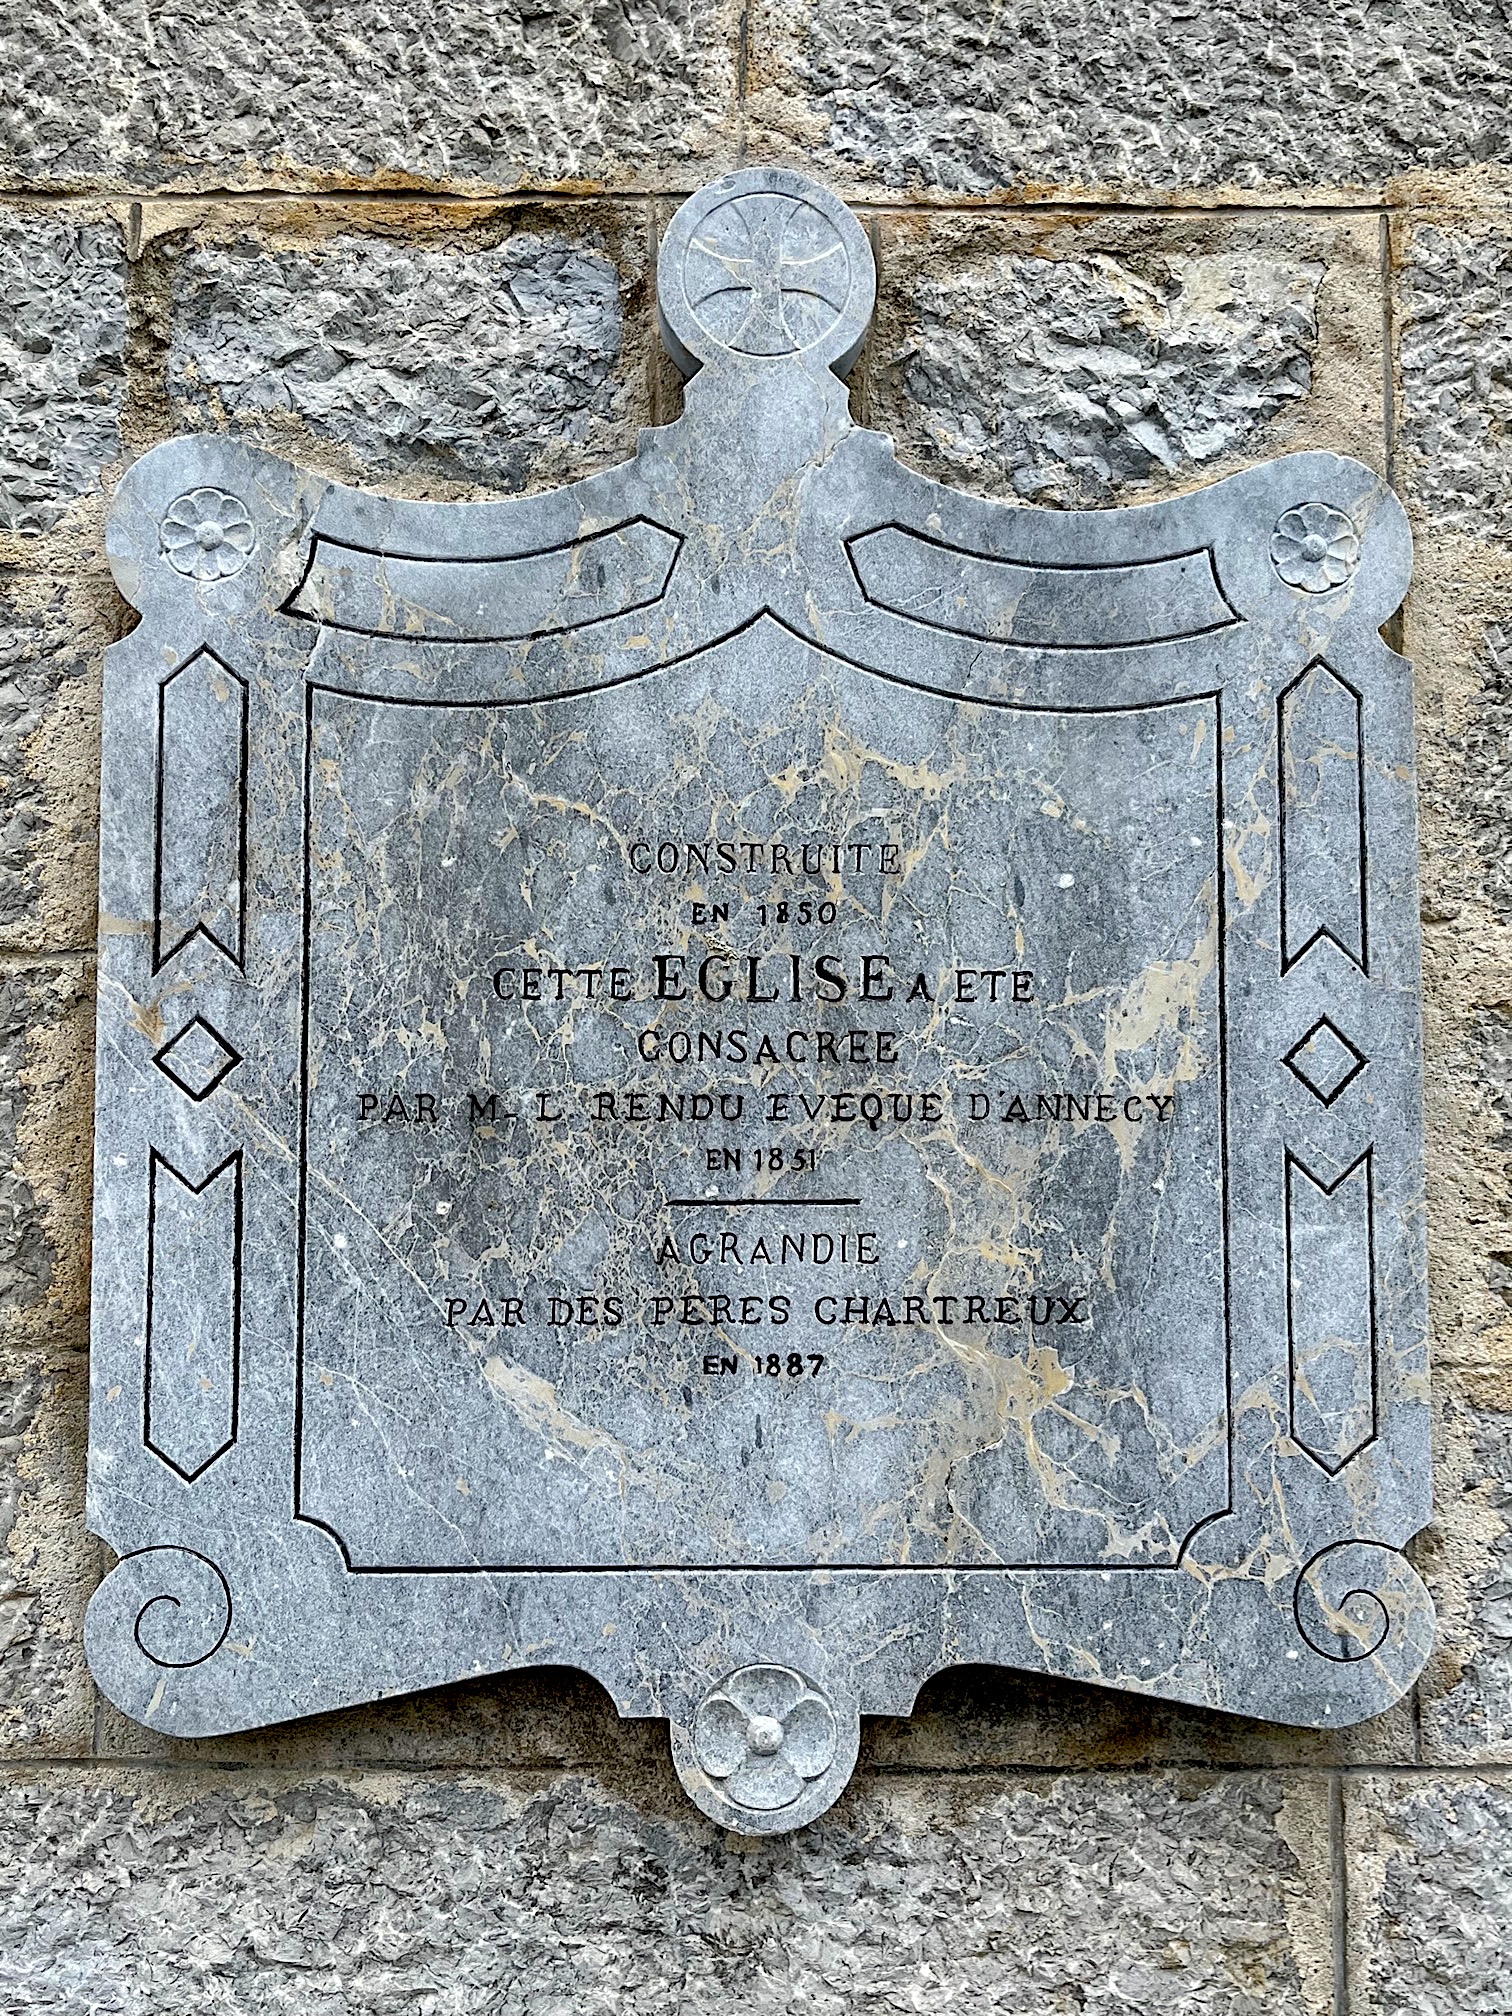 CONSTRUITE
EN 1850
CETTE EGLISE A ETE
CONSACREE
PAR M. L. RENDU EVEQUE D'ANNECY
EN 1851
AGRANDIE
PAR DES PERES CHARTREUX
EN 1887